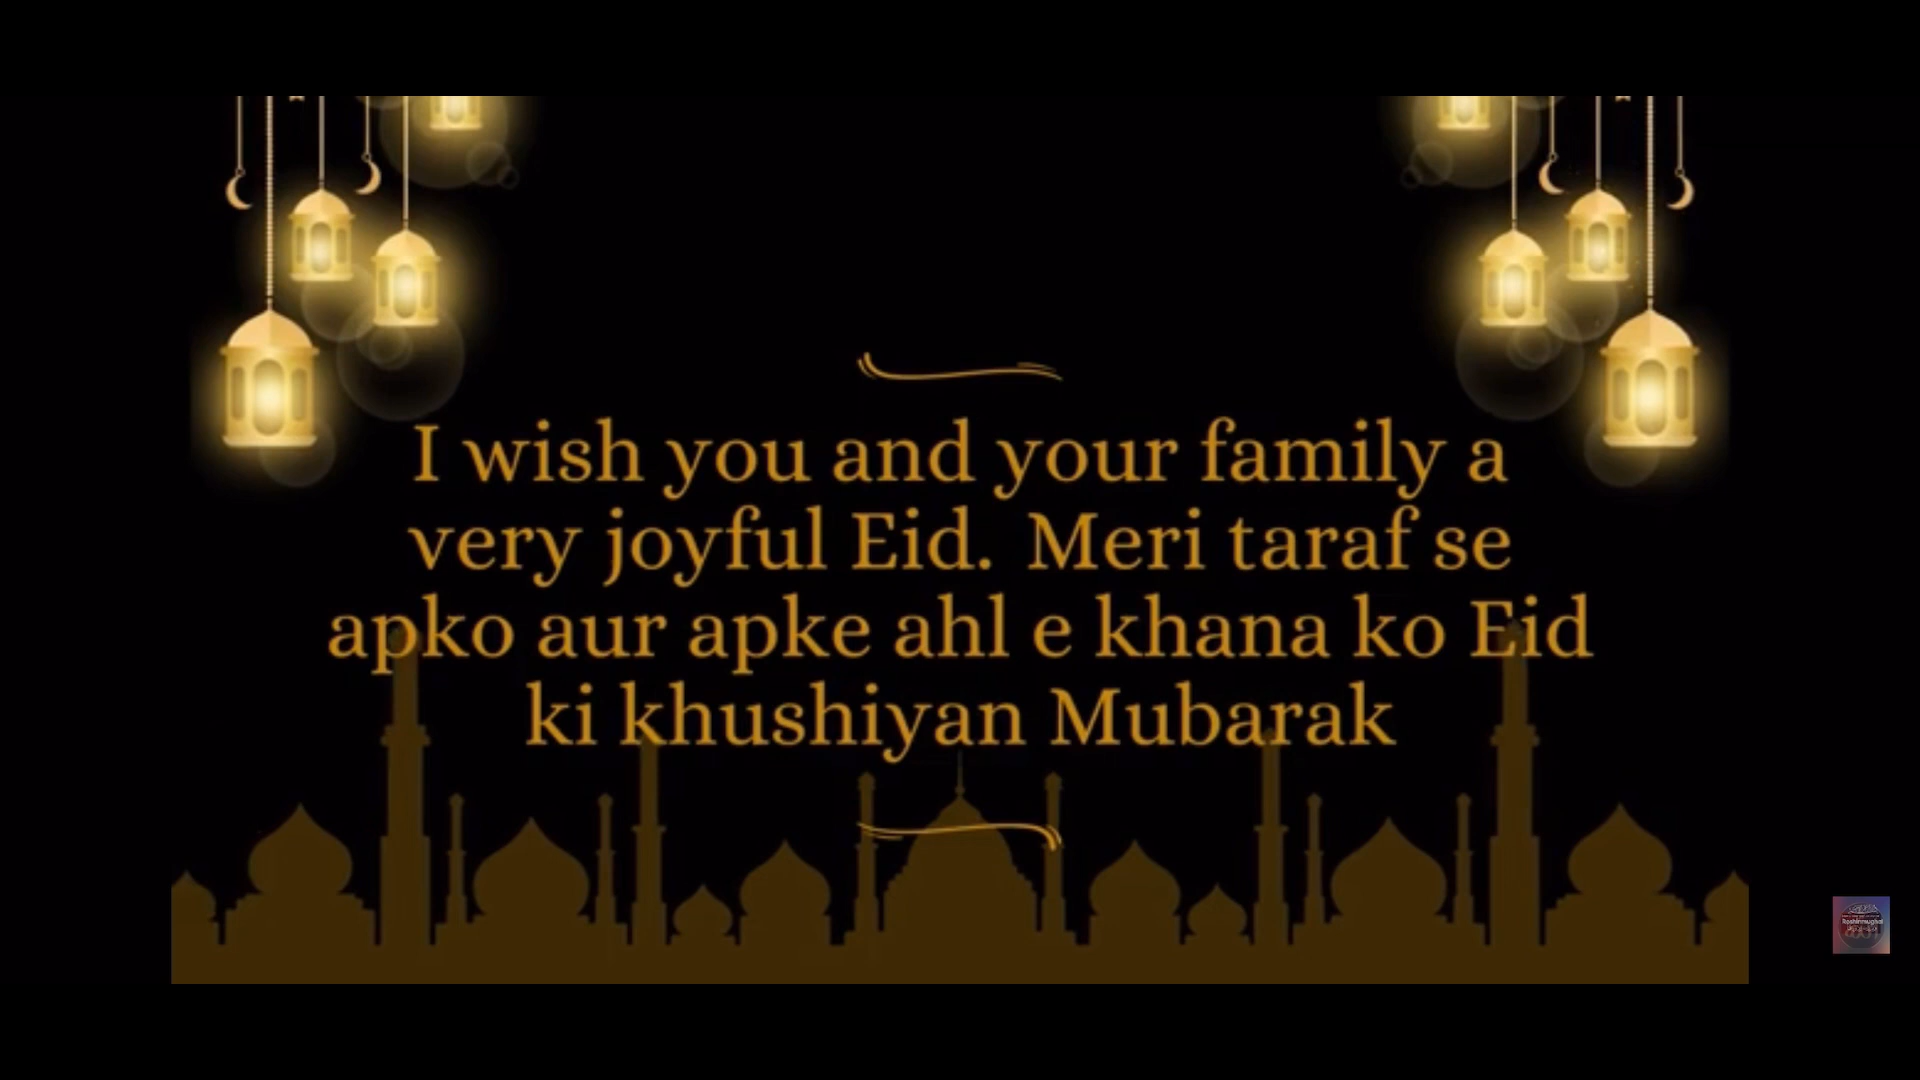 I wish you and your family a
very joyful Eid. Meri taraf se
apko aur apke ahl e khana ko Eid
ki khushiyan Mubarak